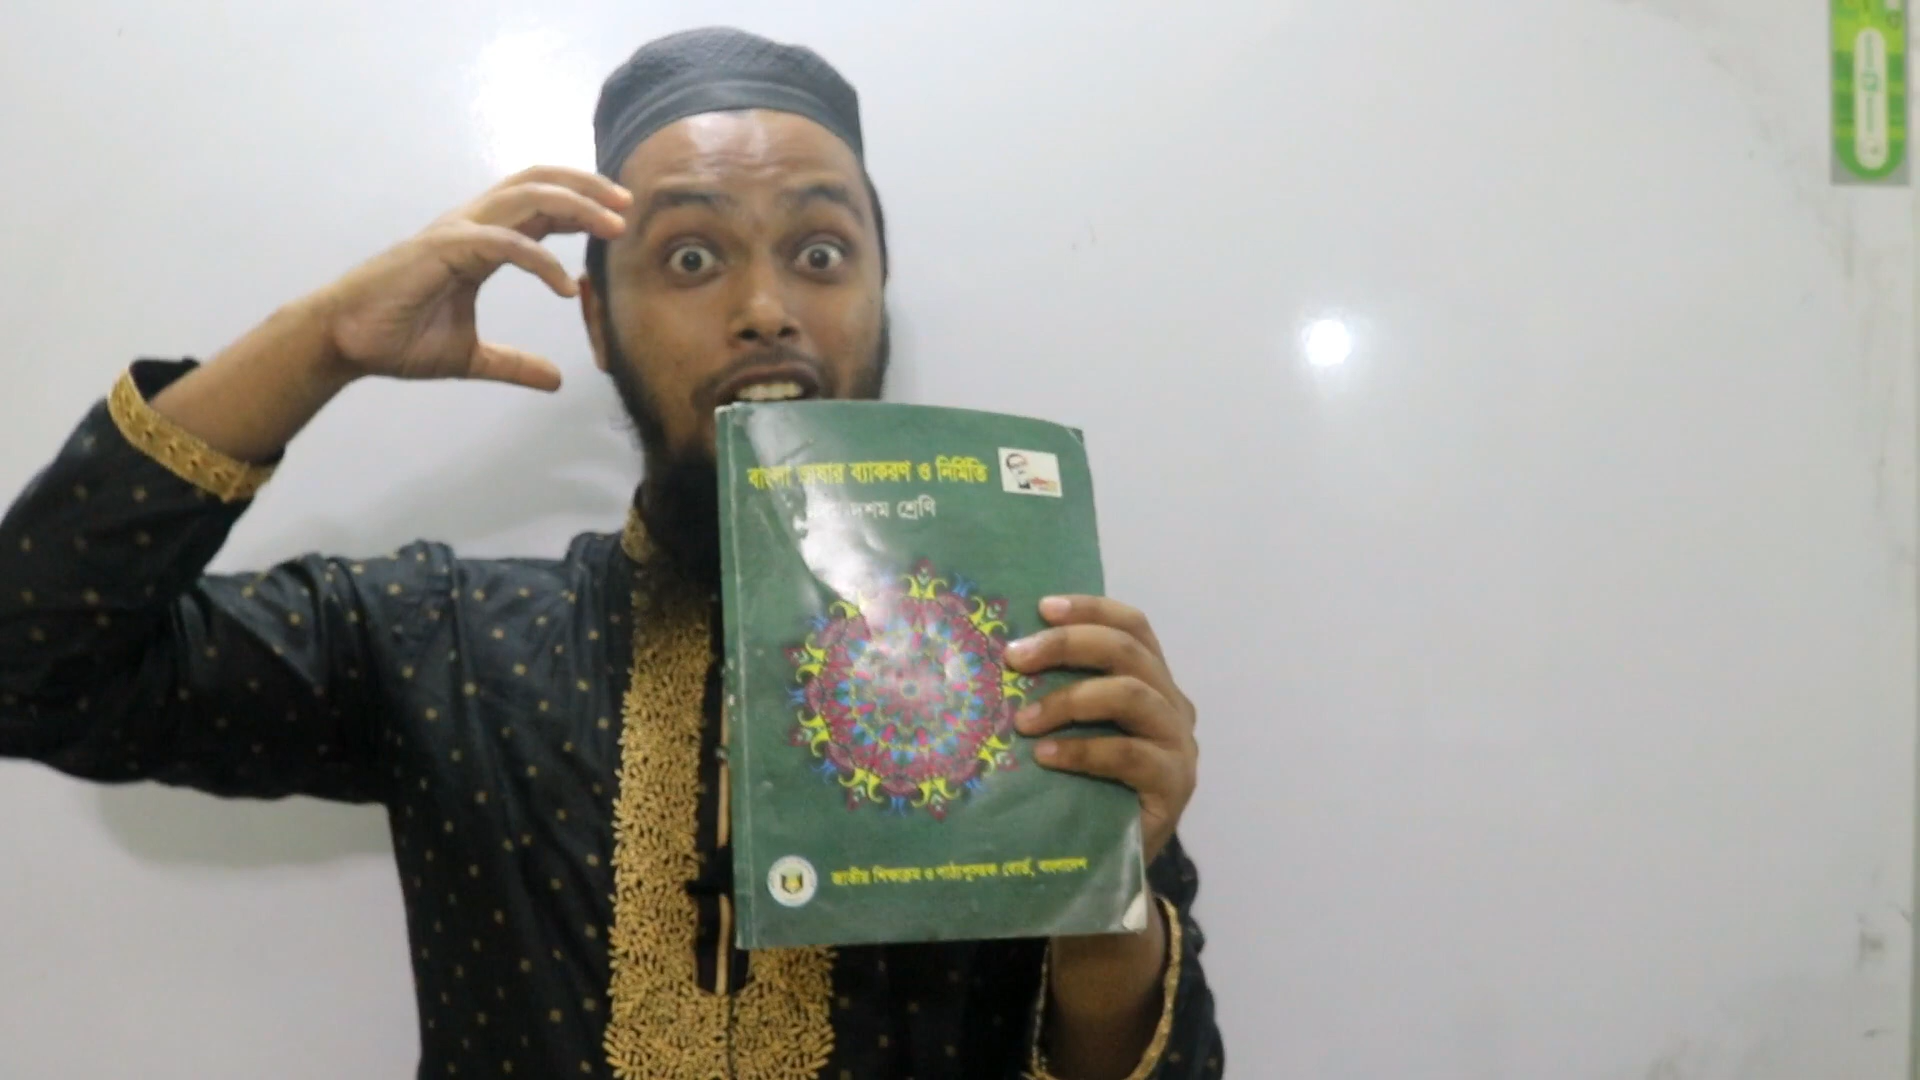 বাংলা ভাষার ব্যাকরণ ও নির্মিতি
দশম শ্রেণি
জাতীয় শিক্ষাক্রম ও পাঠ্যপুস্তক বোর্ড, বাংলাদেশ